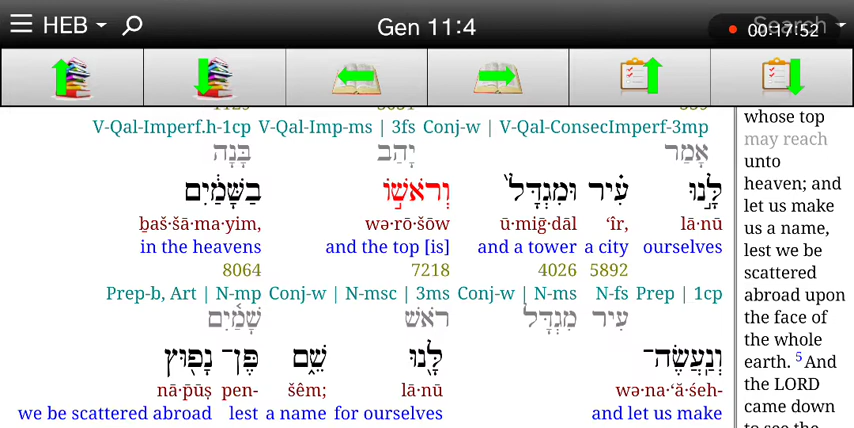 HEB
Gen 11:4
Search
00:17:52
V-Qal-Imperf.h-1cp V-Qal-Imp-ms | 3fs Conj-w | V-Qal-ConsecImperf-3mp
אָמַר יָהַב בָּנָה
לָּ֣נוּ עִ֗יר וּמִגְדָּל֙ וְרֹאשׁ֣וֹ בַשָּׁמַ֔יִם
ḇaš·šā·ma·yim, wə·rō·šōw ū·miḡ·dāl ‘îr, lā·nū
in the heavens and the top [is] and a tower a city ourselves
8064 7218 4026 5892
Prep-b, Art | N-mp Conj-w | N-msc | 3ms Conj-w | N-ms N-fs Prep | 1cp
עִיר מִגְדָּל רֹאשׁ שָׁמַיִם
וְנַֽעֲשֶׂה־ לָּ֖נוּ שֵׁ֑ם פֶּן־ נָפ֖וּץ
nā·p̄ūṣ pen- šêm; lā·nū wə·na·‘ă·śeh-
we be scattered abroad lest a name for ourselves and let us make
whose top
may reach
unto
heaven; and
let us make
us a name,
lest we be
scattered
abroad upon
the face of
the whole
earth. 5 And
the LORD
came down
to see the